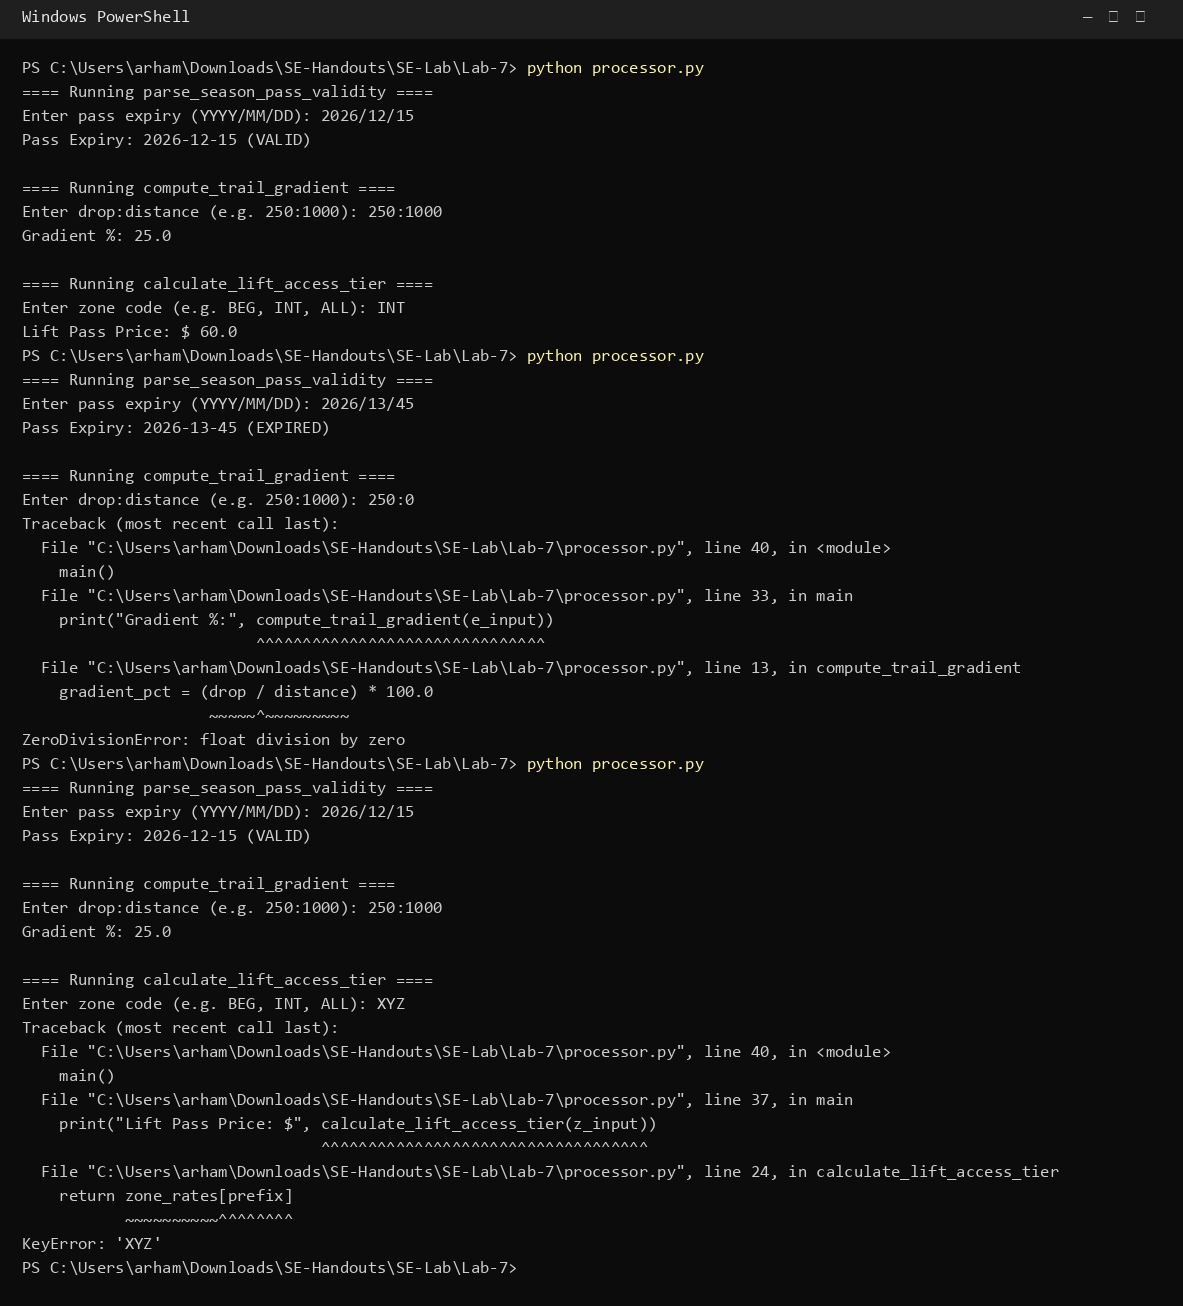 Windows PowerShell
PS C:\Users\arham\Downloads\SE-Handouts\SE-Lab\Lab-7> python processor.py
==== Running parse_season_pass_validity ====
Enter pass expiry (YYYY/MM/DD): 2026/12/15
Pass Expiry: 2026-12-15 (VALID)

==== Running compute_trail_gradient ====
Enter drop:distance (e.g. 250:1000): 250:1000
Gradient %: 25.0

==== Running calculate_lift_access_tier ====
Enter zone code (e.g. BEG, INT, ALL): INT
Lift Pass Price: $ 60.0
PS C:\Users\arham\Downloads\SE-Handouts\SE-Lab\Lab-7> python processor.py
==== Running parse_season_pass_validity ====
Enter pass expiry (YYYY/MM/DD): 2026/13/45
Pass Expiry: 2026-13-45 (EXPIRED)

==== Running compute_trail_gradient ====
Enter drop:distance (e.g. 250:1000): 250:0
Traceback (most recent call last):
  File "C:\Users\arham\Downloads\SE-Handouts\SE-Lab\Lab-7\processor.py", line 40, in <module>
    main()
  File "C:\Users\arham\Downloads\SE-Handouts\SE-Lab\Lab-7\processor.py", line 33, in main
    print("Gradient %:", compute_trail_gradient(e_input))
                         ^^^^^^^^^^^^^^^^^^^^^^^^^^^^^^^
  File "C:\Users\arham\Downloads\SE-Handouts\SE-Lab\Lab-7\processor.py", line 13, in compute_trail_gradient
    gradient_pct = (drop / distance) * 100.0
                    ~~~~~^~~~~~~~~~
ZeroDivisionError: float division by zero
PS C:\Users\arham\Downloads\SE-Handouts\SE-Lab\Lab-7> python processor.py
==== Running parse_season_pass_validity ====
Enter pass expiry (YYYY/MM/DD): 2026/12/15
Pass Expiry: 2026-12-15 (VALID)

==== Running compute_trail_gradient ====
Enter drop:distance (e.g. 250:1000): 250:1000
Gradient %: 25.0

==== Running calculate_lift_access_tier ====
Enter zone code (e.g. BEG, INT, ALL): XYZ
Traceback (most recent call last):
  File "C:\Users\arham\Downloads\SE-Handouts\SE-Lab\Lab-7\processor.py", line 40, in <module>
    main()
  File "C:\Users\arham\Downloads\SE-Handouts\SE-Lab\Lab-7\processor.py", line 37, in main
    print("Lift Pass Price: $", calculate_lift_access_tier(z_input))
                                ^^^^^^^^^^^^^^^^^^^^^^^^^^^^^^^^^^^
  File "C:\Users\arham\Downloads\SE-Handouts\SE-Lab\Lab-7\processor.py", line 24, in calculate_lift_access_tier
    return zone_rates[prefix]
           ~~~~~~~~~~^^^^^^^^
KeyError: 'XYZ'
PS C:\Users\arham\Downloads\SE-Handouts\SE-Lab\Lab-7>